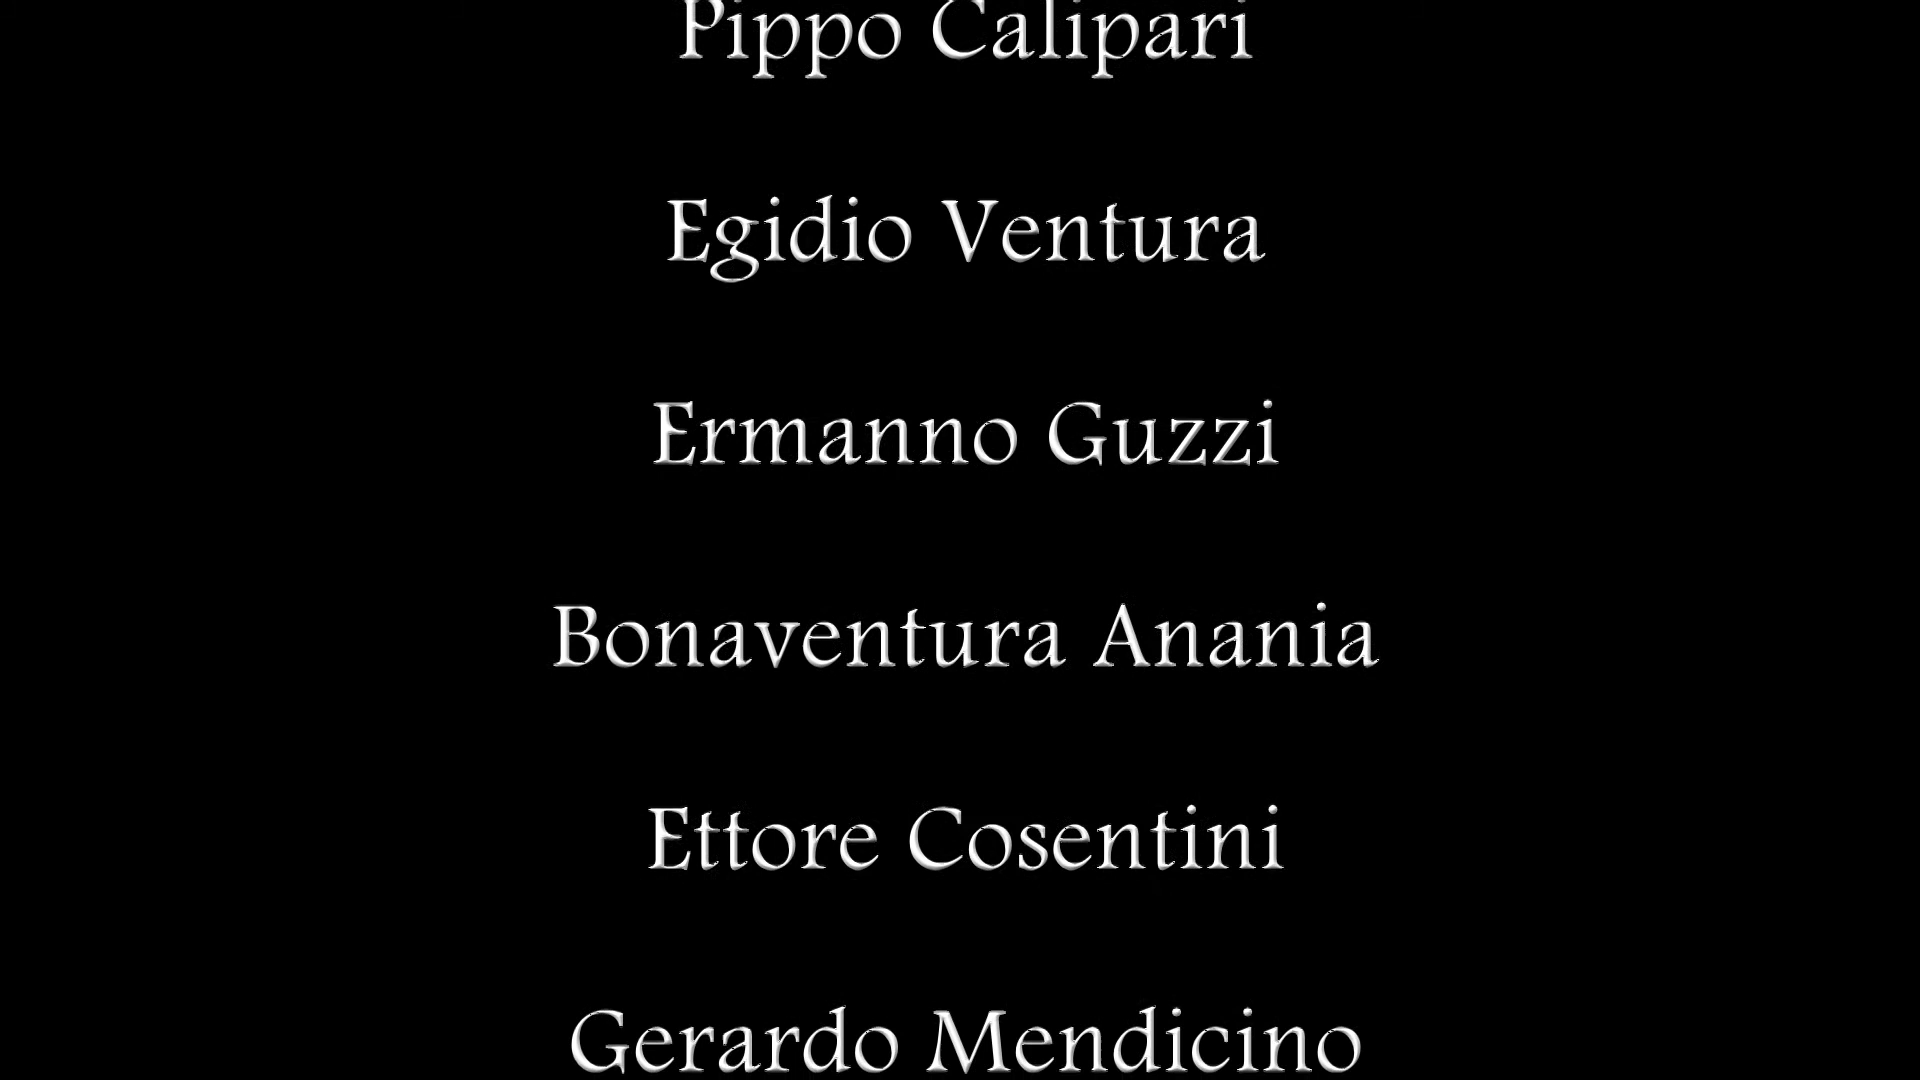 Pippo Calipari
Egidio Ventura
Ermanno Guzzi
Bonaventura Anania
Ettore Cosentini
Gerardo Mendicino